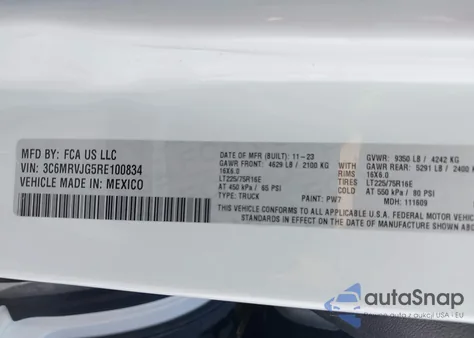 MFD BY: FCA US LLC
VIN: 3C6MRVJG5RE100834
VEHICLE MADE IN: MEXICO
DATE OF MFR (BUILT): 11-23
GAWR FRONT: 4629 LB / 2100 KG
16X6.0
LT225/75R16E
AT 450 kPa / 65 PSI
TYPE: TRUCK
PAINT: PW7
RIMS
TIRES
COLD
GVWR: 9350 LB / 4242 KG
GAWR REAR: 5291 LB / 2400 K
16X6.0
LT225/75R16E
AT 550 kPa / 80 PSI
MDH: 111609
THIS VEHICLE CONFORMS TO ALL APPLICABLE U.S.A. FEDERAL MOTOR VEHIC
STANDARDS IN EFFECT ON THE DATE OF MANUFACTURE SHOWN ABO
autoSnap
aut z USA i - E.U